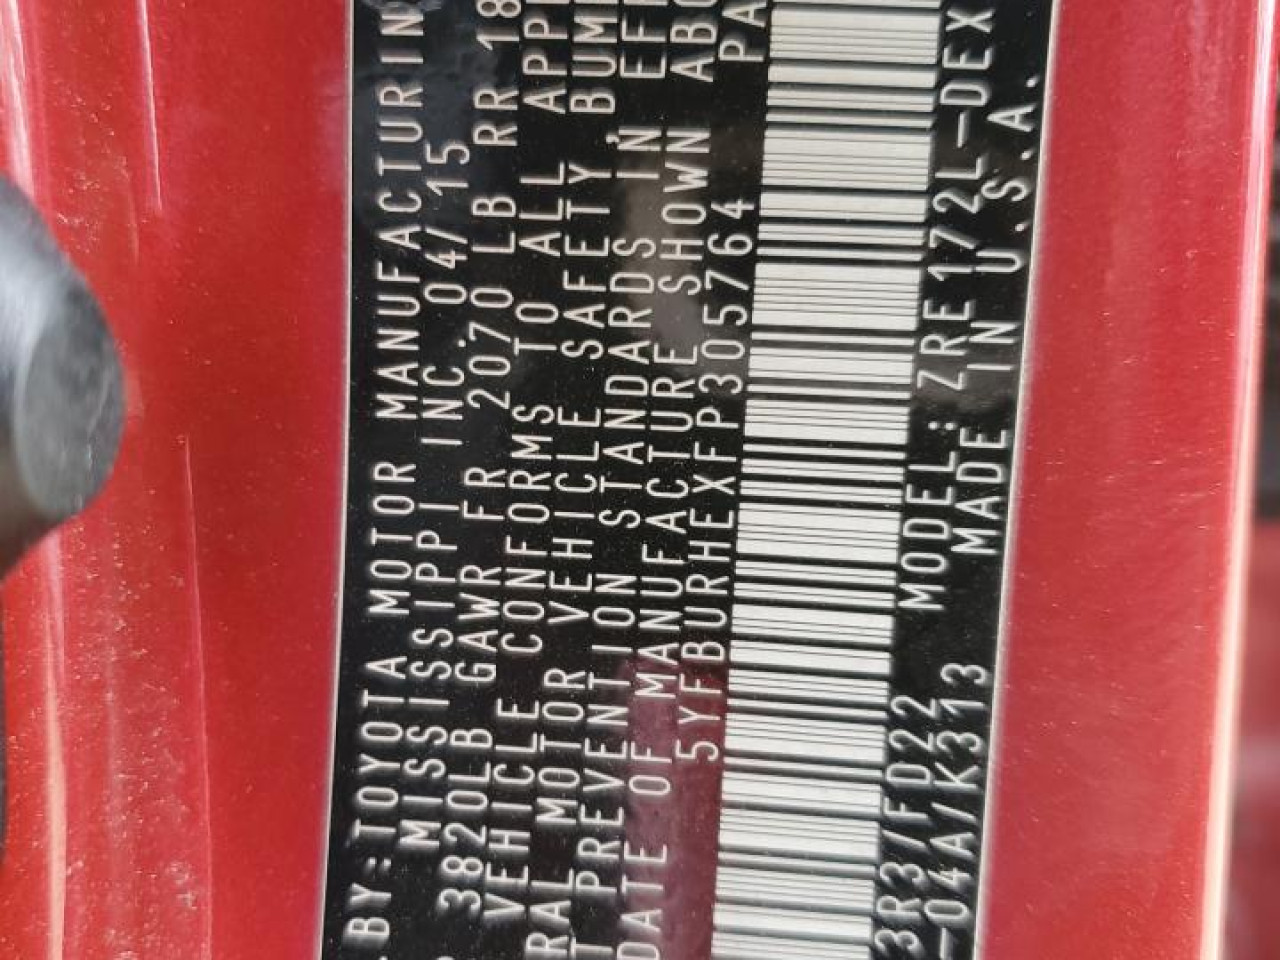 BY:TOYOTA MOTOR MANUFACTURIN
MISSISSIPPI INC. 04/15
3820LB GAWR FR 2070 LB RR 18
VEHICLE CONFORMS TO ALL APPL
RAL MOTOR VEHICLE SAFETY, BUMP
T PREVENTION STANDARDS IN EFF
DATE OF MANUFACTURE SHOWN ABO
5YFBURHEXFP305764 PA
3R3/FD22 MODEL:ZRE172L-DEX
-04A/K313 MADE IN U.S.A.